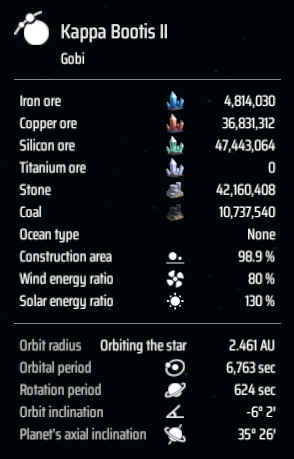 Kappa Bootis II
Gobi
Iron ore 4,814,030
Copper ore 36,831,312
Silicon ore 47,443,064
Titanium ore 0
Stone 42,160,408
Coal 10,737,540
Ocean type None
Construction area 98.9 %
Wind energy ratio 80 %
Solar energy ratio 130 %
Orbit radius Orbiting the star 2.461 AU
Orbital period 6,763 sec
Rotation period 624 sec
Orbit inclination -6° 2'
Planet's axial inclination 35° 26'